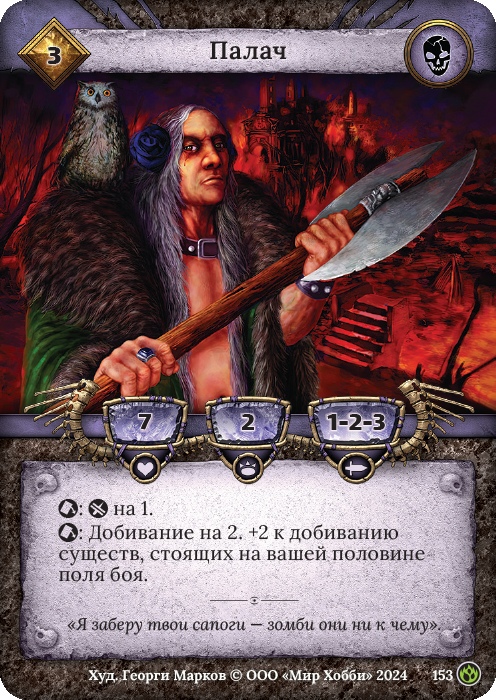 3
Палач
7
2
1-2-3
: на 1.
: Добивание на 2. +2 к добиванию
существ, стоящих на вашей половине
поля боя.
«Я заберу твои сапоги — зомби они ни к чему».
Худ. Георги Марков © ООО «Мир Хобби» 2024
153